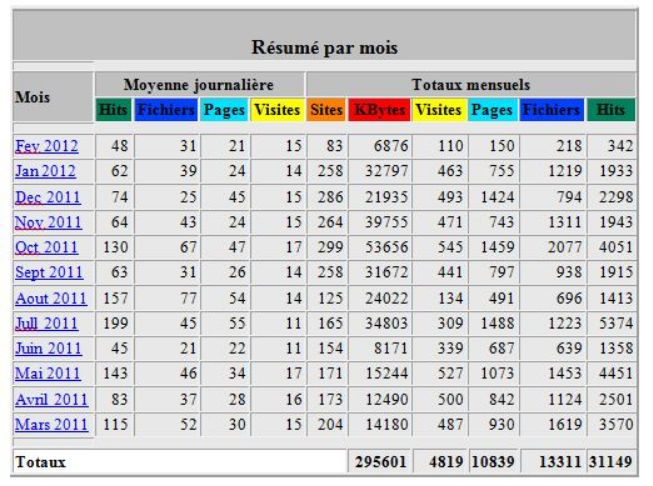 Résumé par mois
Mois Moyenne journalière Totaux mensuels
Hits Fichiers Pages Visites Sites KBytes Visites Pages Fichiers Hits
Fev 2012 48 31 21 15 83 6876 110 150 218 342
Jan 2012 62 39 24 14 258 32797 463 755 1219 1933
Dec 2011 74 25 45 15 286 21935 493 1424 794 2298
Nov 2011 64 43 24 15 264 39755 471 743 1311 1943
Oct 2011 130 67 47 17 299 53656 545 1459 2077 4051
Sept 2011 63 31 26 14 258 31672 441 797 938 1915
Aout 2011 157 77 54 14 125 24022 134 491 696 1413
Jull 2011 199 45 55 11 165 34803 309 1488 1223 5374
Juin 2011 45 21 22 11 154 8171 339 687 639 1358
Mai 2011 143 46 34 17 171 15244 527 1073 1453 4451
Avril 2011 83 37 28 16 173 12490 500 842 1124 2501
Mars 2011 115 52 30 15 204 14180 487 930 1619 3570
Totaux 295601 4819 10839 13311 31149